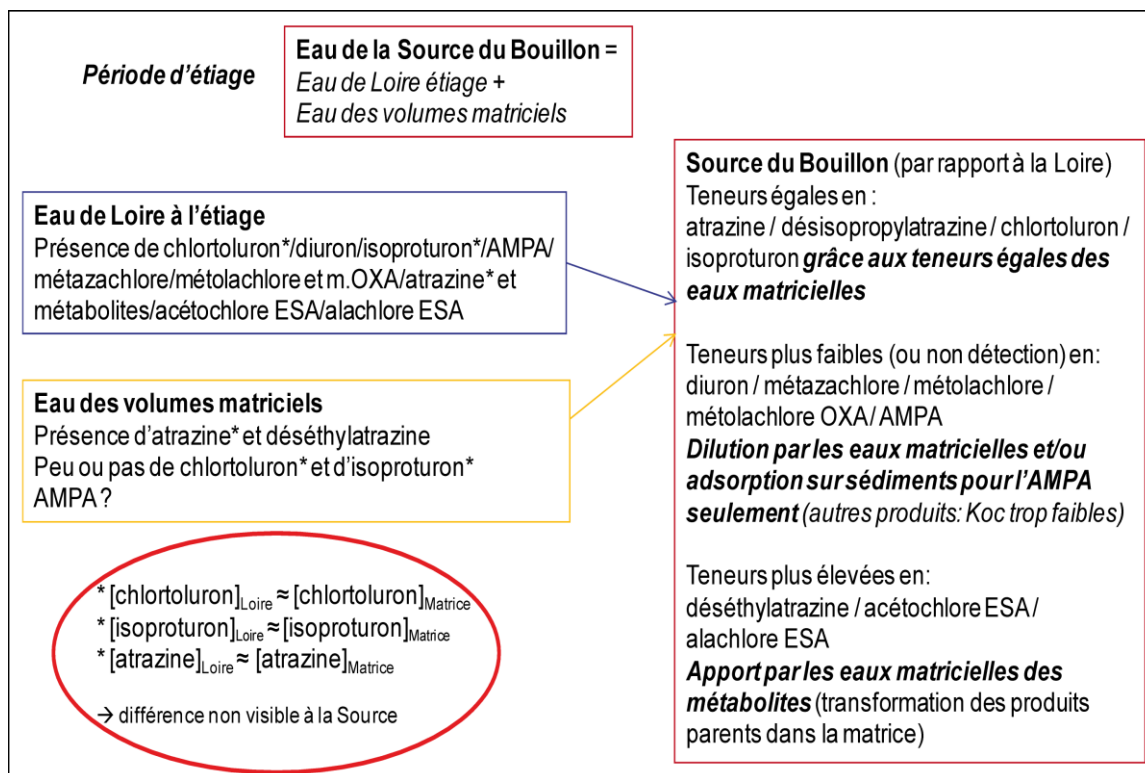 Période d'étiage
Eau de la Source du Bouillon =
Eau de Loire étiage +
Eau des volumes matriciels
Eau de Loire à l'étiage
Présence de chlortoluron*/diuron/isoproturon*/AMPA/
métazachlore/métolachlore et m.OXA/atrazine* et
métabolites/acétochlore ESA/alachlore ESA
Eau des volumes matriciels
Présence d'atrazine* et déséthylatrazine
Peu ou pas de chlortoluron* et d'isoproturon*
AMPA ?
* [chlortoluron]Loire ≈ [chlortoluron]Matrice
* [isoproturon]Loire ≈ [isoproturon]Matrice
* [atrazine]Loire ≈ [atrazine]Matrice
→ différence non visible à la Source
Source du Bouillon (par rapport à la Loire)
Teneurs égales en :
atrazine / désisopropylatrazine / chlortoluron /
isoproturon grâce aux teneurs égales des
eaux matricielles
Teneurs plus faibles (ou non détection) en:
diuron / métazachlore / métolachlore /
métolachlore OXA/ AMPA
Dilution par les eaux matricielles et/ou
adsorption sur sédiments pour l'AMPA
seulement (autres produits: Koc trop faibles)
Teneurs plus élevées en:
déséthylatrazine / acétochlore ESA /
alachlore ESA
Apport par les eaux matricielles des
métabolites (transformation des produits
parents dans la matrice)